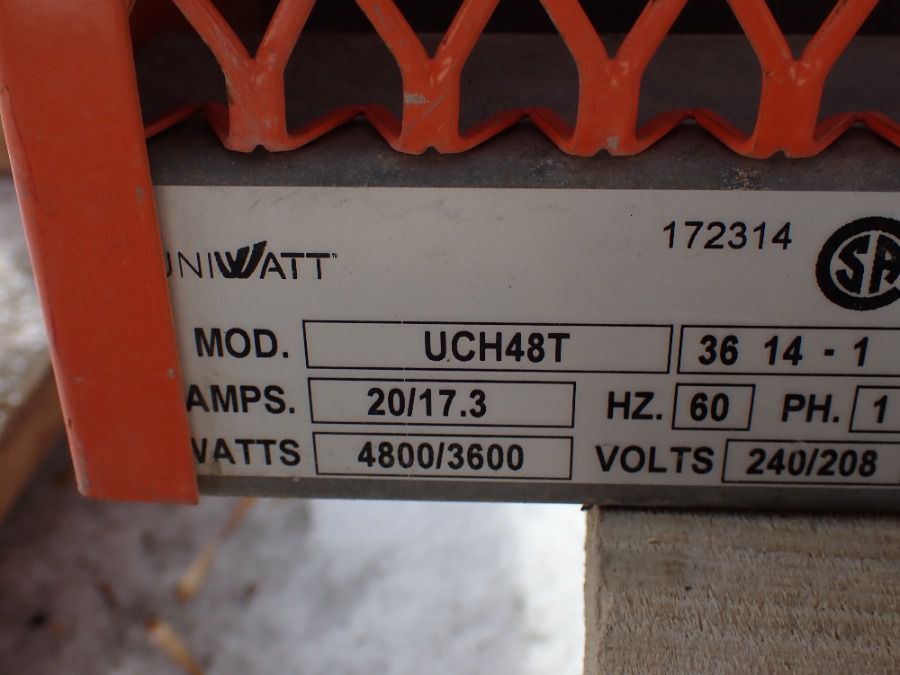 172314
UNIWATT
SA
MOD. UCH48T 36 14 - 1
AMPS. 20/17.3 HZ. 60 PH. 1
WATTS 4800/3600 VOLTS 240/208